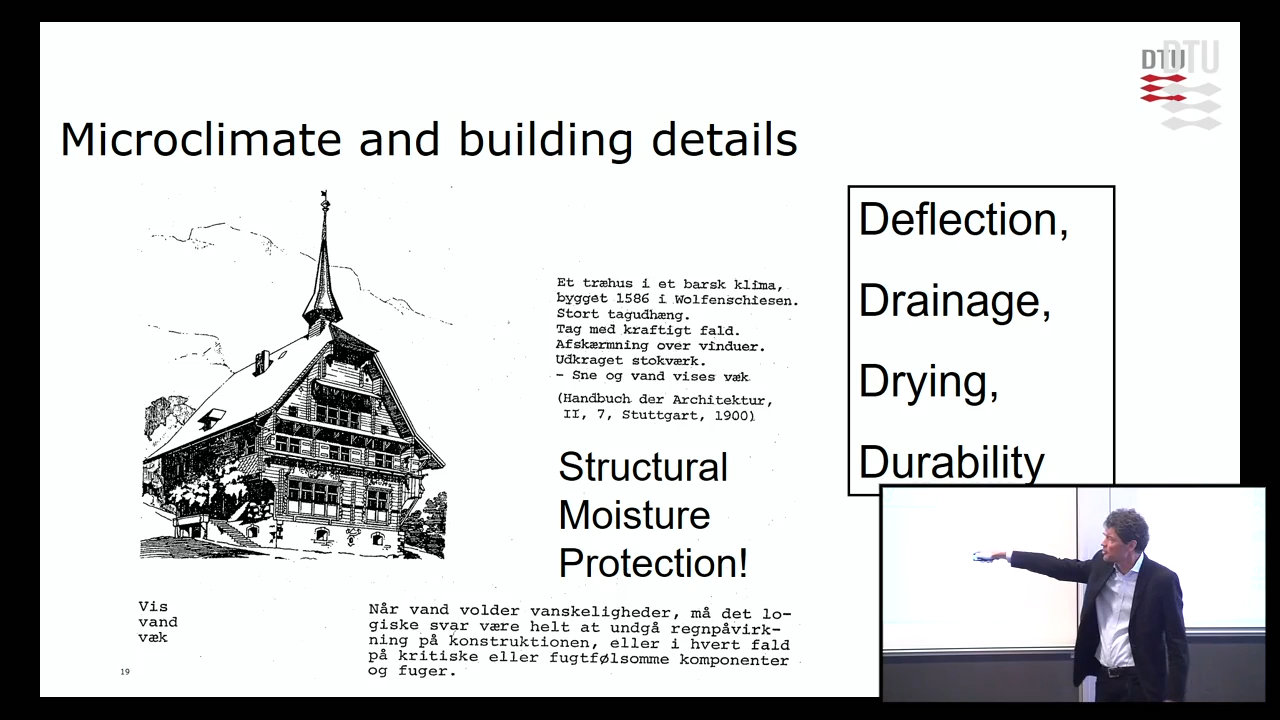 DTU
DTU
Microclimate and building details
Et træhus i et barsk klima,
bygget 1586 i Wolfenschiesen.
Stort tagudhæng.
Tag med kraftigt fald.
Afskærmning over vinduer.
Udkraget stokværk.
- Sne og vand vises væk
(Handbuch der Architektur,
II, 7, Stuttgart, 1900)
Structural
Moisture
Protection!
Deflection,
Drainage,
Drying,
Durability
Vis
vand
væk
Når vand volder vanskeligheder, må det lo-
giske svar være helt at undgå regnpåvirk-
ning på konstruktionen, eller i hvert fald
på kritiske eller fugtfølsomme komponenter
og fuger.
19